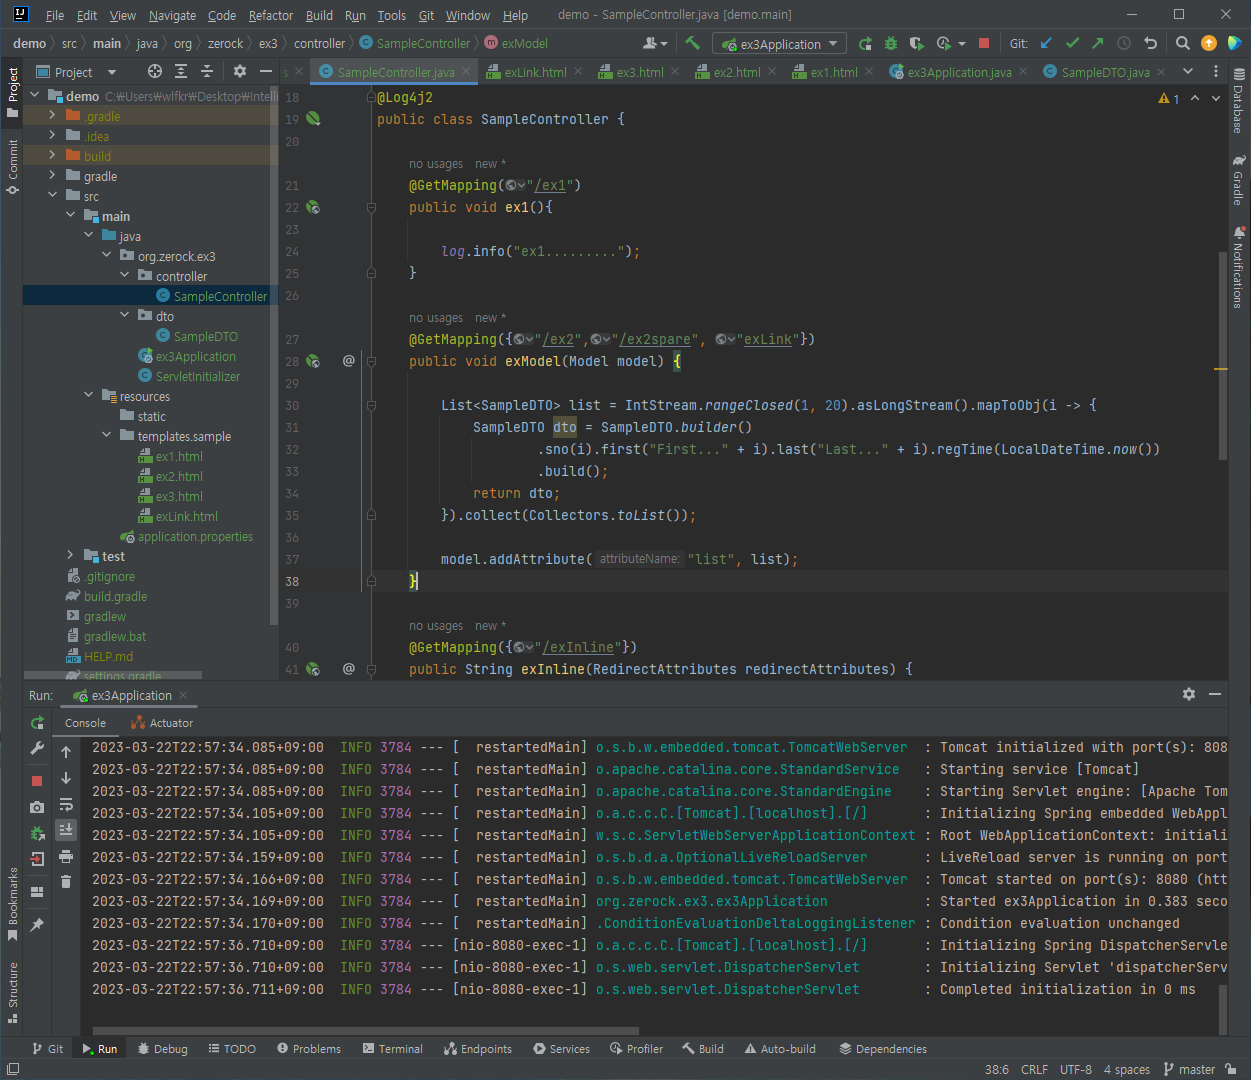 File Edit View Navigate Code Refactor Build Run Tools Git Window Help demo - SampleController.java [demo.main]
demo src main java org zerock ex3 controller SampleController exModel ex3Application Git:
Project s SampleController.java exLink.html ex3.html ex2.html ex1.html ex3Application.java SampleDTO.java
Project
Commit
Bookmarks
Structure
Database
Gradle
Notifications
demo C:￦Users￦wlfkr￦Desktop￦Intelli
.gradle
.idea
build
gradle
src
main
java
org.zerock.ex3
controller
SampleController
dto
SampleDTO
ex3Application
ServletInitializer
resources
static
templates.sample
ex1.html
ex2.html
ex3.html
exLink.html
application.properties
test
.gitignore
build.gradle
gradlew
gradlew.bat
HELP.md
settings.gradle
1
18 @Log4j2
19 public class SampleController {
20
no usages new *
21 @GetMapping("/ex1")
22 public void ex1(){
23
24 log.info("ex1.........");
25 }
26
no usages new *
27 @GetMapping({"/ex2","/ex2spare", "exLink"})
28 @ public void exModel(Model model) {
29
30 List<SampleDTO> list = IntStream.rangeClosed(1, 20).asLongStream().mapToObj(i -> {
31 SampleDTO dto = SampleDTO.builder()
32 .sno(i).first("First..." + i).last("Last..." + i).regTime(LocalDateTime.now())
33 .build();
34 return dto;
35 }).collect(Collectors.toList());
36
37 model.addAttribute( attributeName: "list", list);
38 }
39
no usages new *
40 @GetMapping({"/exInline"})
41 @ public String exInline(RedirectAttributes redirectAttributes) {
Run: ex3Application
Console Actuator
2023-03-22T22:57:34.085+09:00 INFO 3784 --- [ restartedMain] o.s.b.w.embedded.tomcat.TomcatWebServer : Tomcat initialized with port(s): 808
2023-03-22T22:57:34.085+09:00 INFO 3784 --- [ restartedMain] o.apache.catalina.core.StandardService : Starting service [Tomcat]
2023-03-22T22:57:34.085+09:00 INFO 3784 --- [ restartedMain] o.apache.catalina.core.StandardEngine : Starting Servlet engine: [Apache Tom
2023-03-22T22:57:34.105+09:00 INFO 3784 --- [ restartedMain] o.a.c.c.C.[Tomcat].[localhost].[/] : Initializing Spring embedded WebAppl
2023-03-22T22:57:34.105+09:00 INFO 3784 --- [ restartedMain] w.s.c.ServletWebServerApplicationContext : Root WebApplicationContext: initiali
2023-03-22T22:57:34.159+09:00 INFO 3784 --- [ restartedMain] o.s.b.d.a.OptionalLiveReloadServer : LiveReload server is running on port
2023-03-22T22:57:34.166+09:00 INFO 3784 --- [ restartedMain] o.s.b.w.embedded.tomcat.TomcatWebServer : Tomcat started on port(s): 8080 (htt
2023-03-22T22:57:34.169+09:00 INFO 3784 --- [ restartedMain] org.zerock.ex3.ex3Application : Started ex3Application in 0.383 seco
2023-03-22T22:57:34.170+09:00 INFO 3784 --- [ restartedMain] .ConditionEvaluationDeltaLoggingListener : Condition evaluation unchanged
2023-03-22T22:57:36.710+09:00 INFO 3784 --- [nio-8080-exec-1] o.a.c.c.C.[Tomcat].[localhost].[/] : Initializing Spring DispatcherServle
2023-03-22T22:57:36.710+09:00 INFO 3784 --- [nio-8080-exec-1] o.s.web.servlet.DispatcherServlet : Initializing Servlet 'dispatcherServ
2023-03-22T22:57:36.711+09:00 INFO 3784 --- [nio-8080-exec-1] o.s.web.servlet.DispatcherServlet : Completed initialization in 0 ms
Git Run Debug TODO Problems Terminal Endpoints Services Profiler Build Auto-build Dependencies
38:6 CRLF UTF-8 4 spaces master